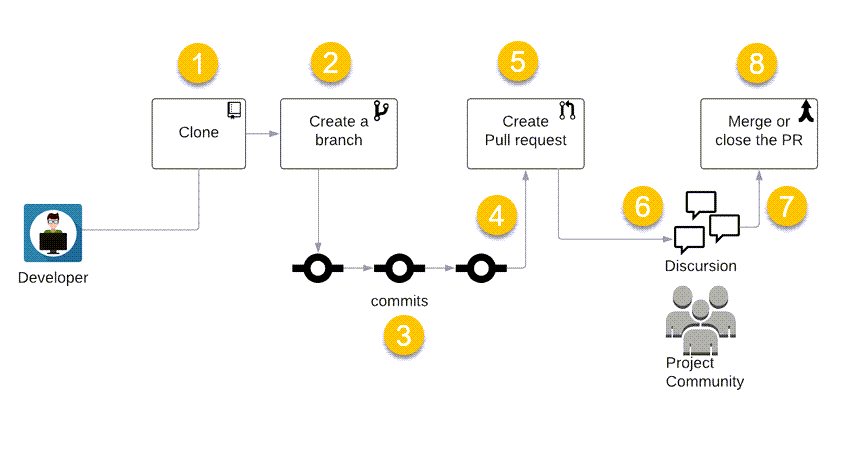 1
2
5
8
Clone
Create a
branch
Create
Pull request
Merge or
close the PR
4
6
7
Developer
Discursion
commits
3
Project
Community